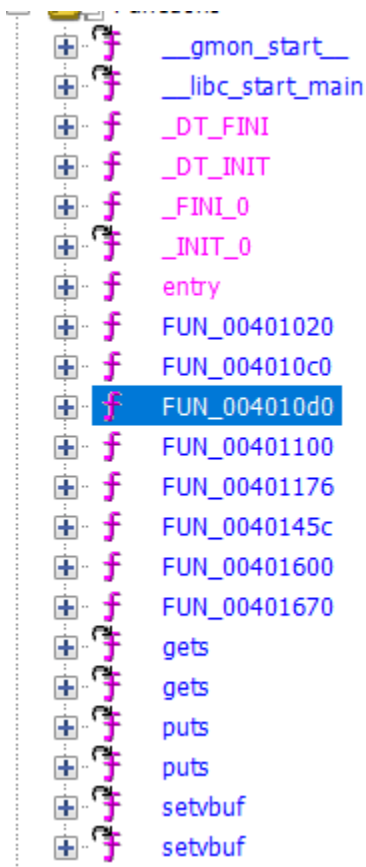 Functions
__gmon_start__
__libc_start_main
_DT_FINI
_DT_INIT
_FINI_0
_INIT_0
entry
FUN_00401020
FUN_004010c0
FUN_004010d0
FUN_00401100
FUN_00401176
FUN_0040145c
FUN_00401600
FUN_00401670
gets
gets
puts
puts
setvbuf
setvbuf